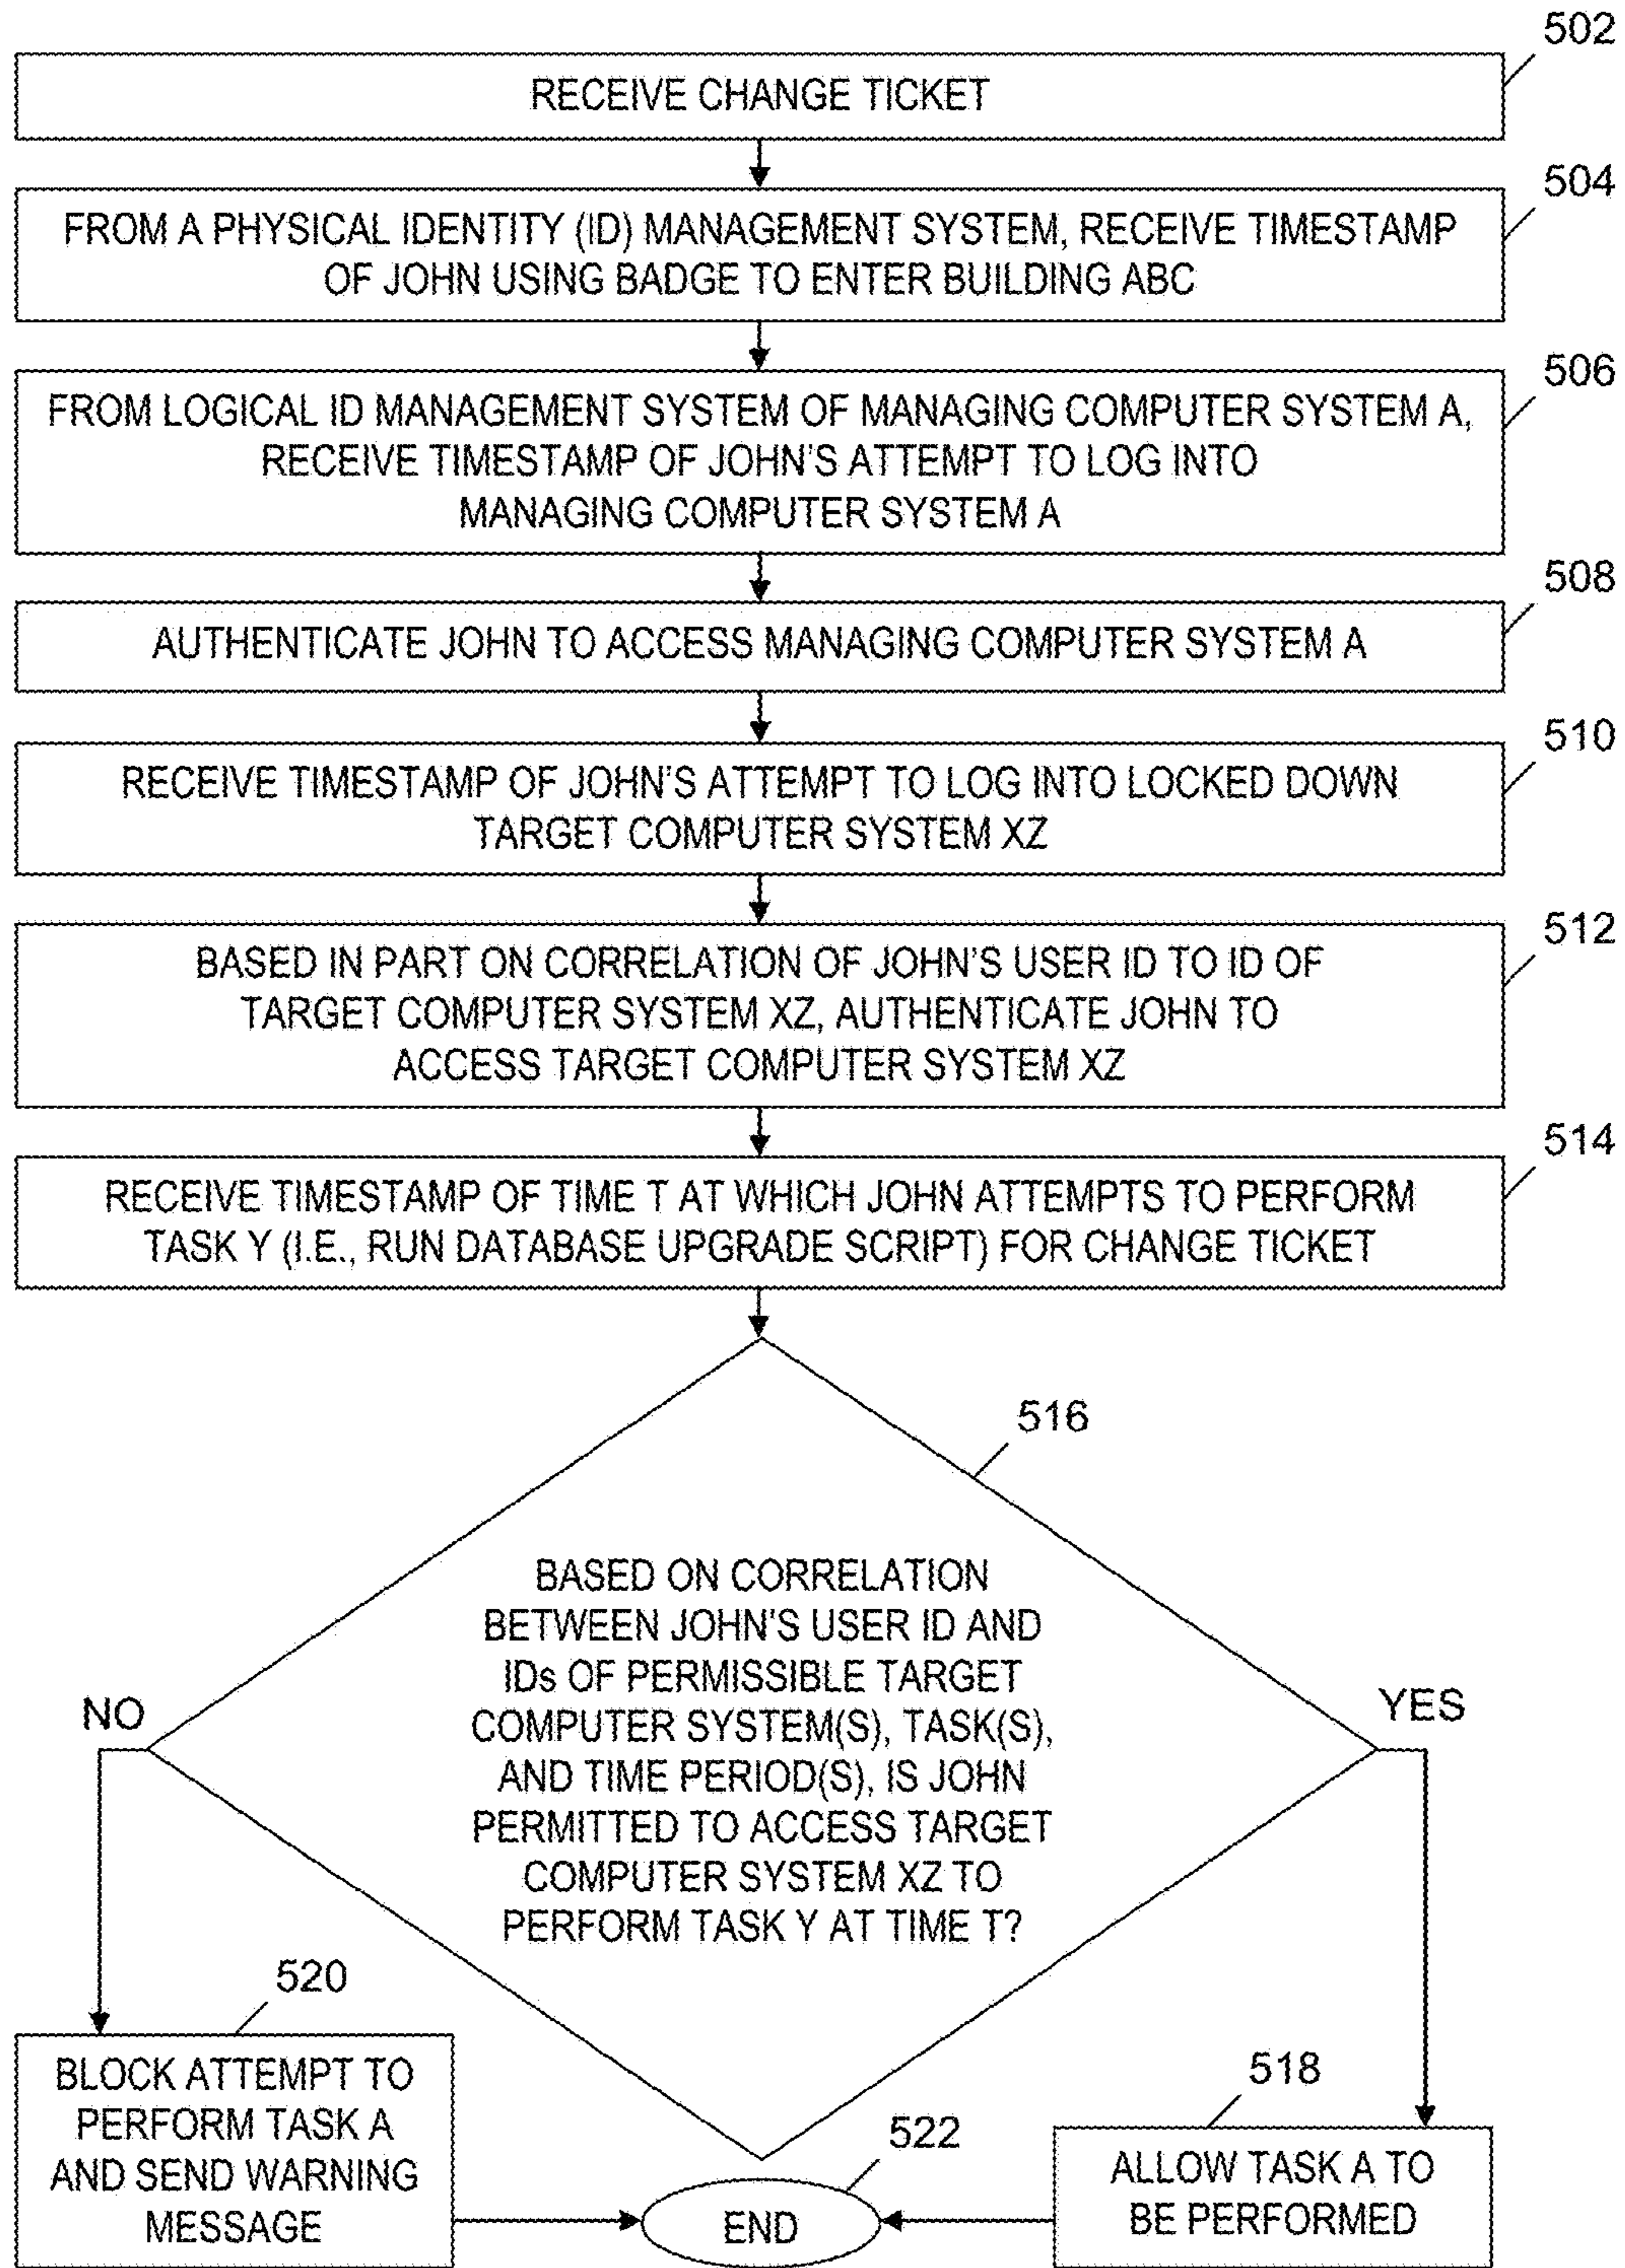 502
RECEIVE CHANGE TICKET
504
FROM A PHYSICAL IDENTITY (ID) MANAGEMENT SYSTEM, RECEIVE TIMESTAMP
OF JOHN USING BADGE TO ENTER BUILDING ABC
506
FROM LOGICAL ID MANAGEMENT SYSTEM OF MANAGING COMPUTER SYSTEM A,
RECEIVE TIMESTAMP OF JOHN'S ATTEMPT TO LOG INTO
MANAGING COMPUTER SYSTEM A
508
AUTHENTICATE JOHN TO ACCESS MANAGING COMPUTER SYSTEM A
510
RECEIVE TIMESTAMP OF JOHN'S ATTEMPT TO LOG INTO LOCKED DOWN
TARGET COMPUTER SYSTEM XZ
512
BASED IN PART ON CORRELATION OF JOHN'S USER ID TO ID OF
TARGET COMPUTER SYSTEM XZ, AUTHENTICATE JOHN TO
ACCESS TARGET COMPUTER SYSTEM XZ
514
RECEIVE TIMESTAMP OF TIME T AT WHICH JOHN ATTEMPTS TO PERFORM
TASK Y (I.E., RUN DATABASE UPGRADE SCRIPT) FOR CHANGE TICKET
516
BASED ON CORRELATION
BETWEEN JOHN'S USER ID AND
IDs OF PERMISSIBLE TARGET
COMPUTER SYSTEM(S), TASK(S),
AND TIME PERIOD(S), IS JOHN
PERMITTED TO ACCESS TARGET
COMPUTER SYSTEM XZ TO
PERFORM TASK Y AT TIME T?
NO
YES
520
BLOCK ATTEMPT TO
PERFORM TASK A
AND SEND WARNING
MESSAGE
522
END
518
ALLOW TASK A TO
BE PERFORMED